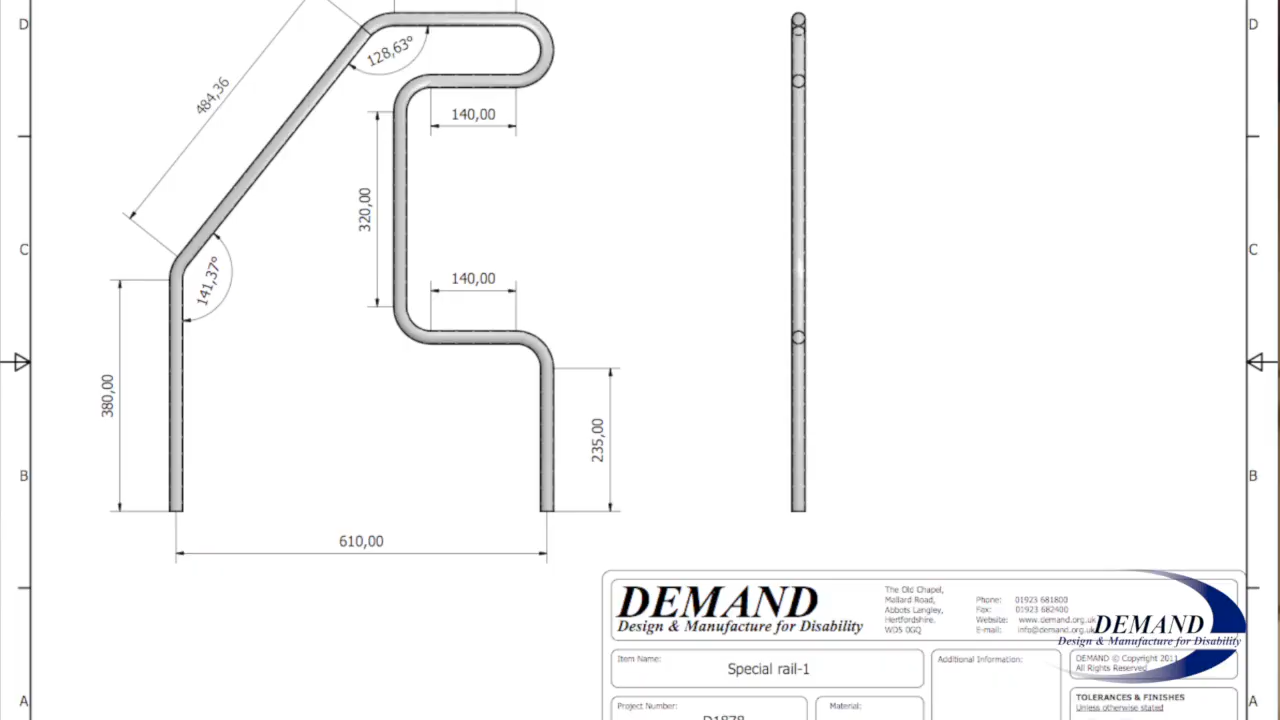 D
D
484,36
128,63°
140,00
320,00
C
C
141,37°
140,00
380,00
235,00
B
B
610,00
DEMAND
Design & Manufacture for Disability
The Old Chapel,
Mallard Road,
Abbots Langley,
Hertfordshire.
WD5 0GQ
Phone: 01923 681800
Fax: 01923 682400
Website: www.demand.org.uk
E-mail: info@demand.org.uk
DEMAND
Design & Manufacture for Disability
Item Name:
Special rail-1
Additional Information:
DEMAND © Copyright 2011
All Rights Reserved
Project Number:
D1878
Material:
TOLERANCES & FINISHES
Unless otherwise stated
A
A